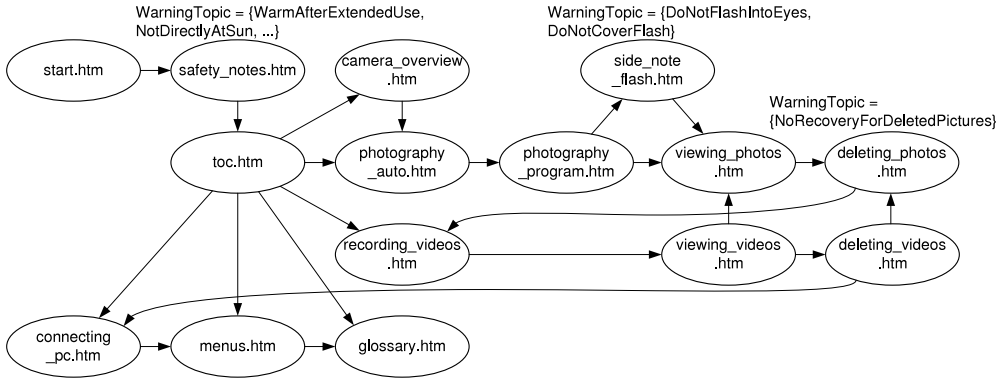 WarningTopic = {WarmAfterExtendedUse,
NotDirectlyAtSun, ...}
WarningTopic = {DoNotFlashIntoEyes,
DoNotCoverFlash}
start.htm
safety_notes.htm
camera_overview
.htm
side_note
_flash.htm
WarningTopic =
{NoRecoveryForDeletedPictures}
toc.htm
photography
_auto.htm
photography
_program.htm
viewing_photos
.htm
deleting_photos
.htm
recording_videos
.htm
viewing_videos
.htm
deleting_videos
.htm
connecting
_pc.htm
menus.htm
glossary.htm